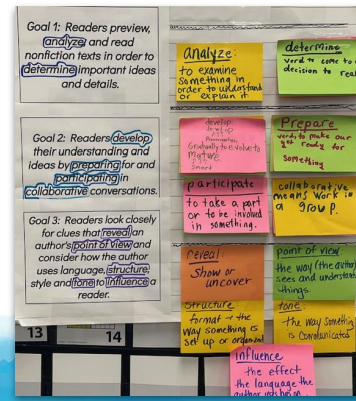 Goal 1: Readers preview,
analyze, and read
nonfiction texts in order to
determine important ideas
and details.
Goal 2: Readers develop
their understanding and
ideas by preparing for and
participating in
collaborative conversations.
Goal 3: Readers look closely
for clues that reveal an
author's point of view and
consider how the author
uses language, structure,
style and tone to influence a
reader.
analyze:
to examine
something in
order to understand
or explain it
determine
to come to a
decision to
develop
Gradually to evolve to
Mature
Smart
Prepare
verb, to make our
get ready for
something
participate
to take a part
or to be involved
in something.
collaborative
means work in
a group.
reveal:
Show or
uncover
point of view:
the way (the author)
sees and understands
things.
structure
format → the
way something is
set up or organized
tone:
the way something
is communicated
influence
the effect
the language the
author
13
14